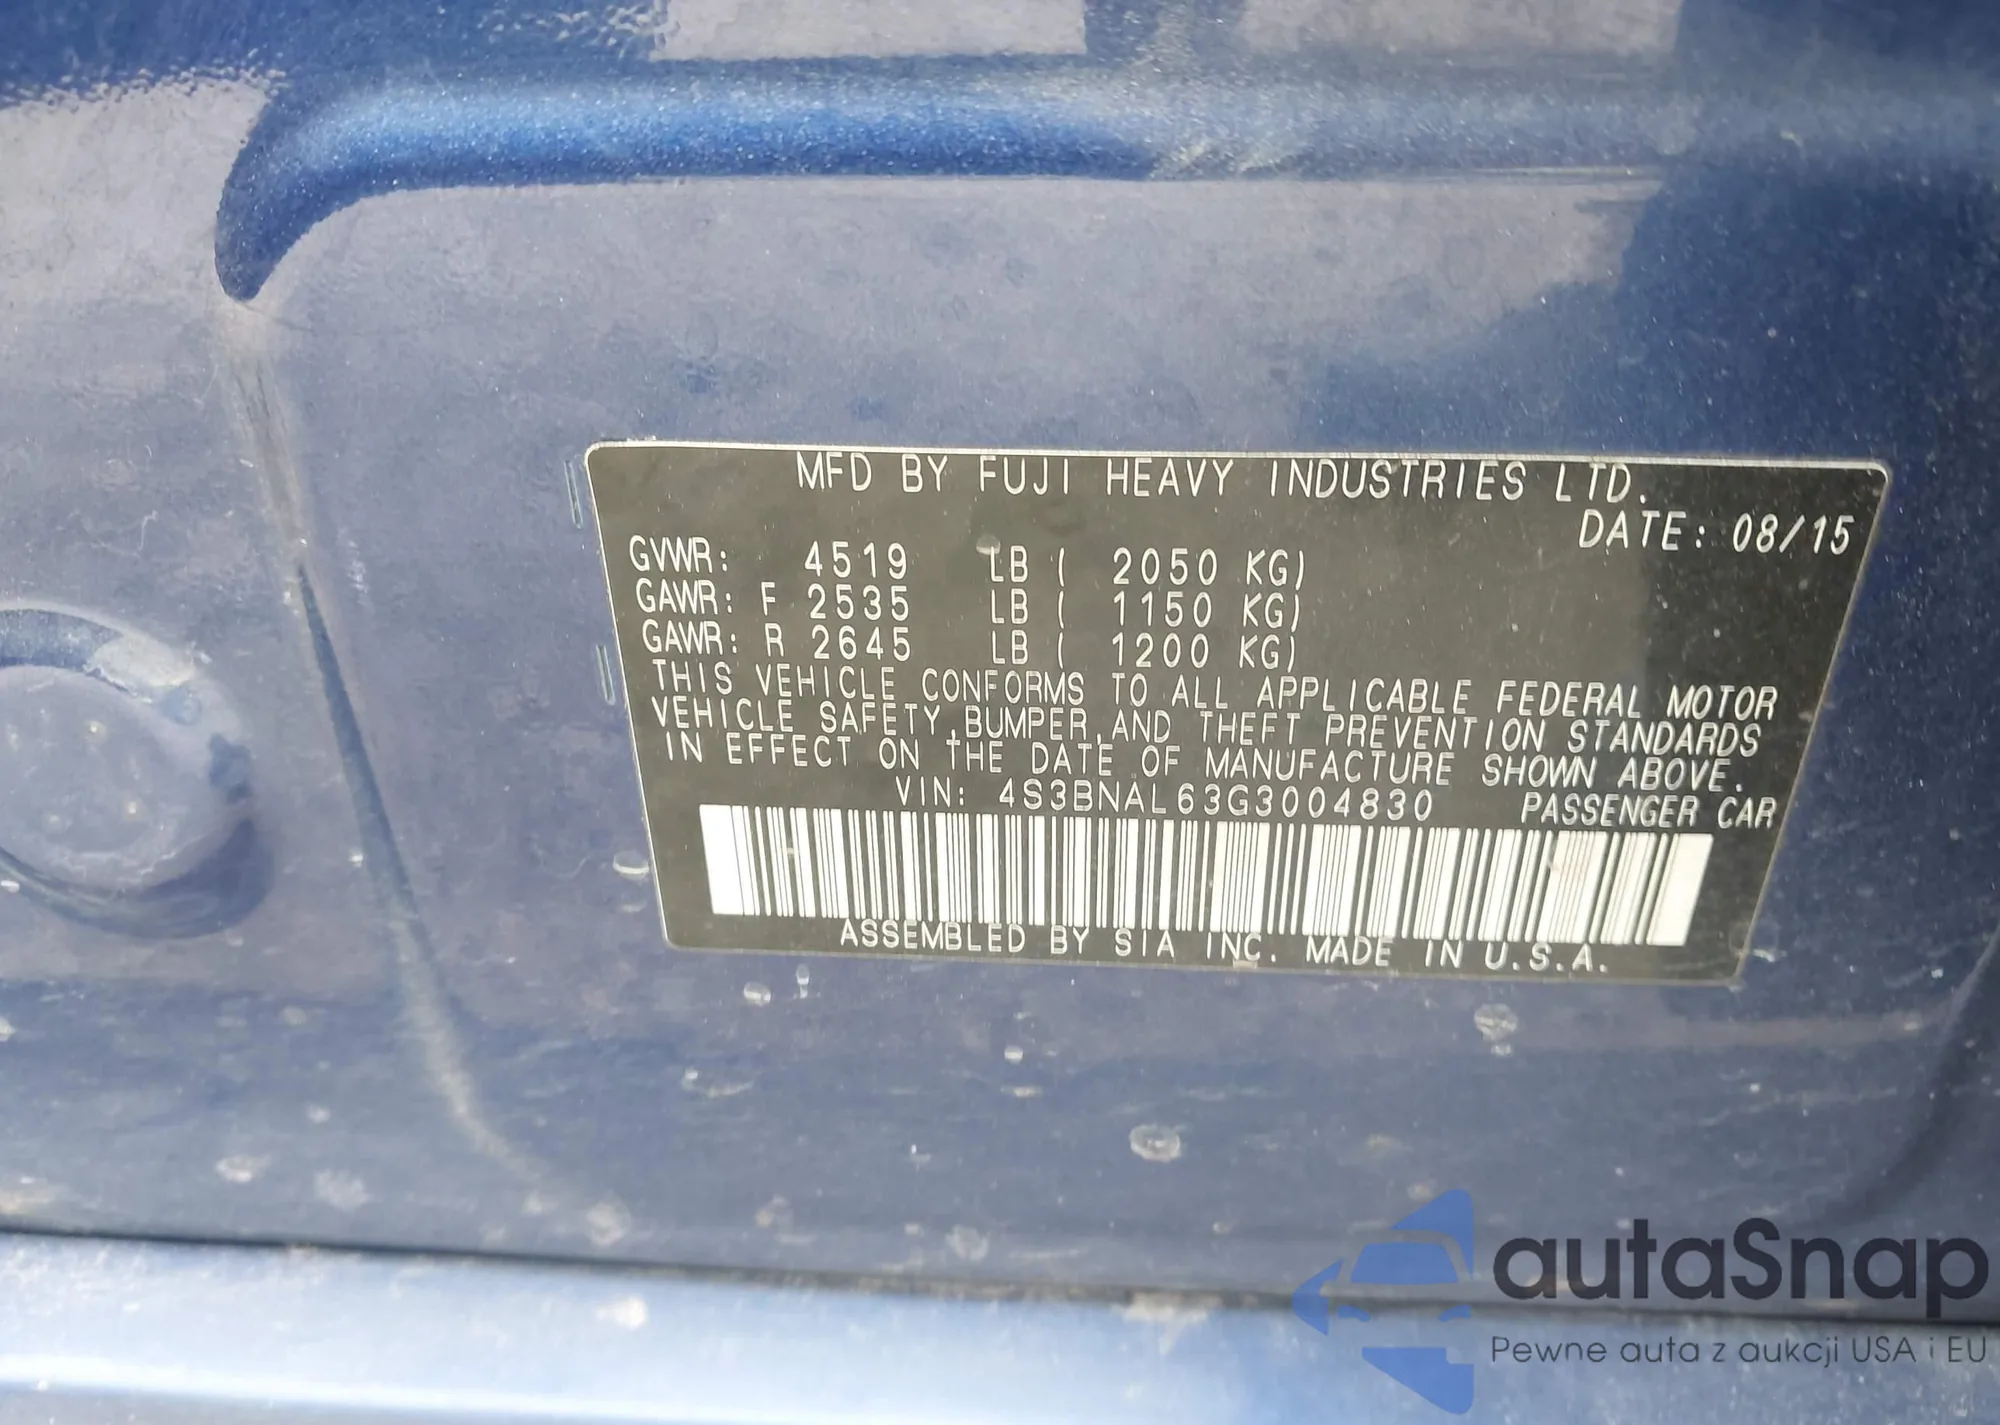 MFD BY FUJI HEAVY INDUSTRIES LTD.
DATE: 08/15
GVWR: 4519 LB ( 2050 KG)
GAWR: F 2535 LB ( 1150 KG)
GAWR: R 2645 LB ( 1200 KG)
THIS VEHICLE CONFORMS TO ALL APPLICABLE FEDERAL MOTOR
VEHICLE SAFETY,BUMPER,AND THEFT PREVENTION STANDARDS
IN EFFECT ON THE DATE OF MANUFACTURE SHOWN ABOVE.
VIN: 4S3BNAL63G3004830 PASSENGER CAR
ASSEMBLED BY SIA INC. MADE IN U.S.A.
autaSnap
Pewne auta z aukcji USA i EU